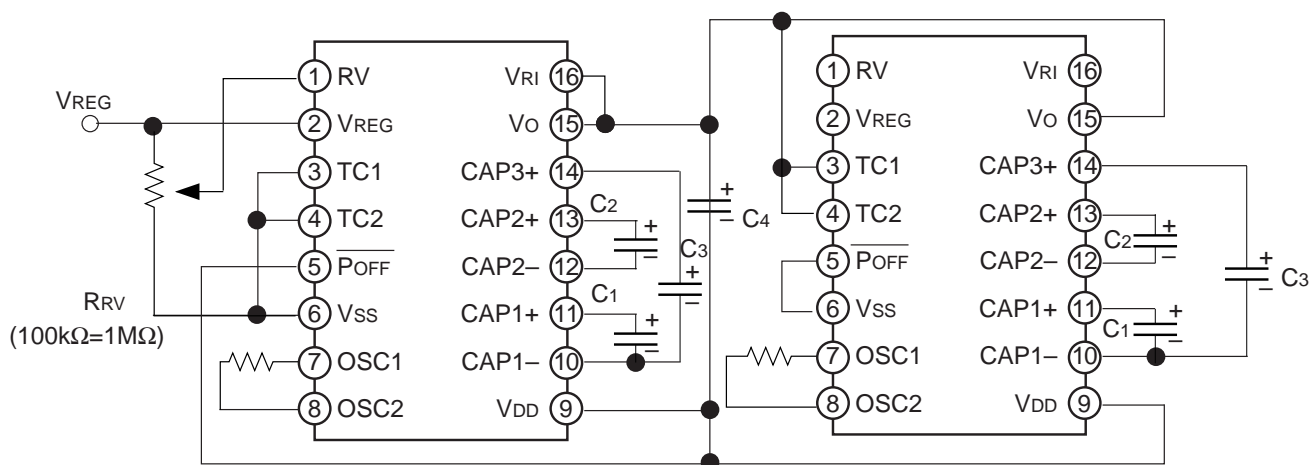 VREG
RRV
(100kΩ=1MΩ)
1 RV
2 VREG
3 TC1
4 TC2
5 POFF
6 VSS
7 OSC1
8 OSC2
VRI 16
VO 15
CAP3+ 14
CAP2+ 13
CAP2– 12
CAP1+ 11
CAP1– 10
VDD 9
C2
+
–
C1
+
–
C3
+
–
+
–
C4
1 RV
2 VREG
3 TC1
4 TC2
5 POFF
6 VSS
7 OSC1
8 OSC2
VRI 16
VO 15
CAP3+ 14
CAP2+ 13
CAP2– 12
CAP1+ 11
CAP1– 10
VDD 9
C2
+
–
C1
+
–
+
–
C3